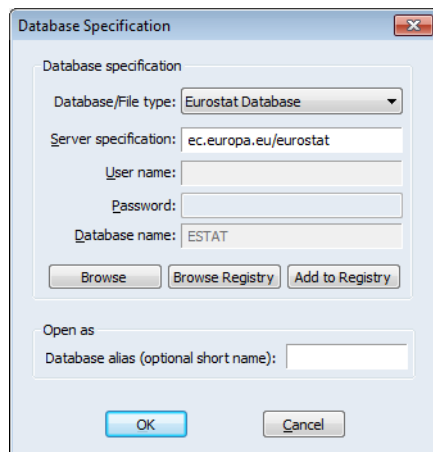 Database Specification
Database specification
Database/File type: Eurostat Database
Server specification: ec.europa.eu/eurostat
User name:
Password:
Database name: ESTAT
Browse Browse Registry Add to Registry
Open as
Database alias (optional short name):
OK Cancel